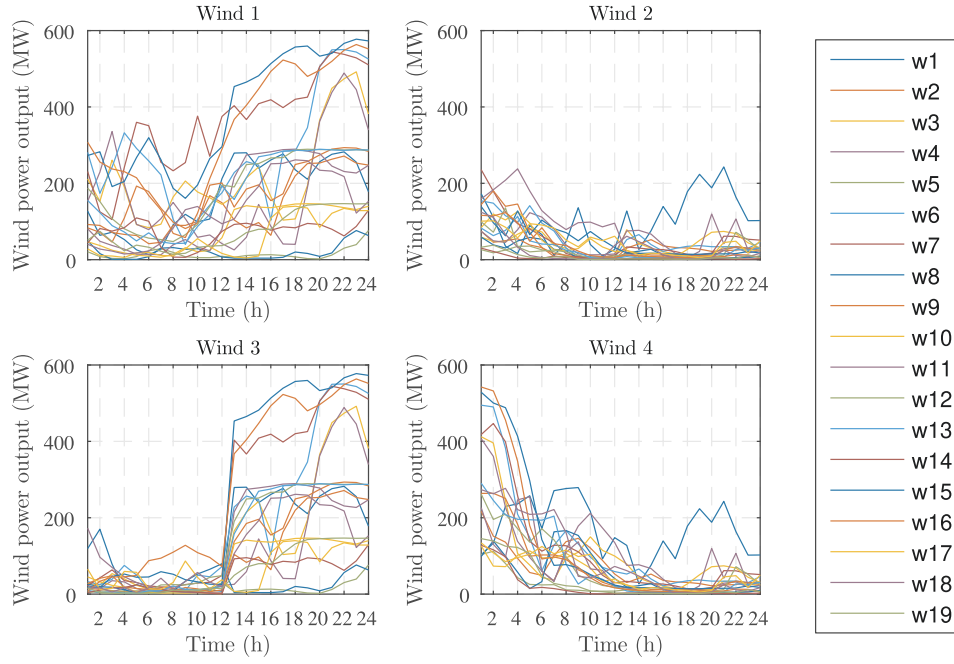 Wind 1
Wind power output (MW)
600
400
200
0
2 4 6 8 10 12 14 16 18 20 22 24
Time (h)
Wind 2
Wind power output (MW)
600
400
200
0
2 4 6 8 10 12 14 16 18 20 22 24
Time (h)
Wind 3
Wind power output (MW)
600
400
200
0
2 4 6 8 10 12 14 16 18 20 22 24
Time (h)
Wind 4
Wind power output (MW)
600
400
200
0
2 4 6 8 10 12 14 16 18 20 22 24
Time (h)
w1
w2
w3
w4
w5
w6
w7
w8
w9
w10
w11
w12
w13
w14
w15
w16
w17
w18
w19